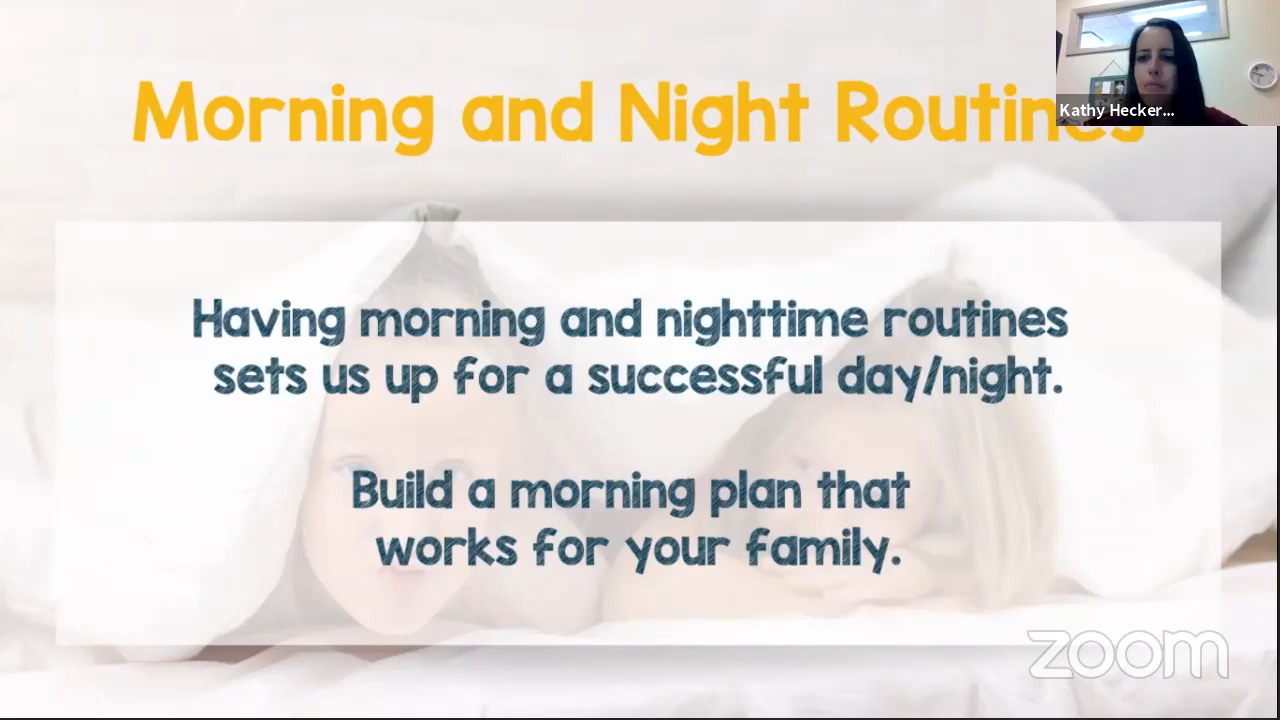 Morning and Night Routines
Kathy Hecker...
Having morning and nighttime routines
sets us up for a successful day/night.
Build a morning plan that
works for your family.
zoom